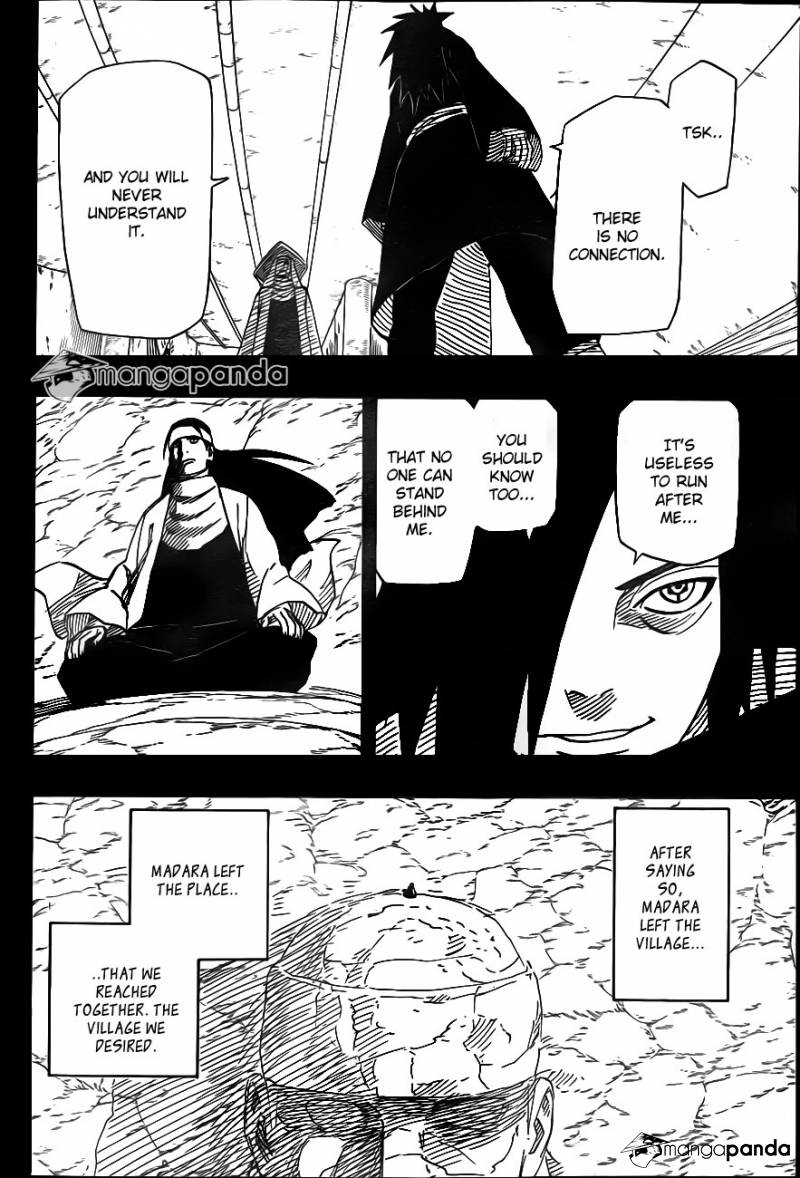 TSK..
THERE
IS NO
CONNECTION.
AND YOU WILL
NEVER
UNDERSTAND
IT.
mangapanda
IT'S
USELESS
TO RUN
AFTER
ME...
YOU
SHOULD
KNOW
TOO...
THAT NO
ONE CAN
STAND
BEHIND
ME.
AFTER
SAYING
SO,
MADARA
LEFT THE
VILLAGE...
MADARA LEFT
THE PLACE..
..THAT WE
REACHED
TOGETHER. THE
VILLAGE WE
DESIRED.
mangapanda